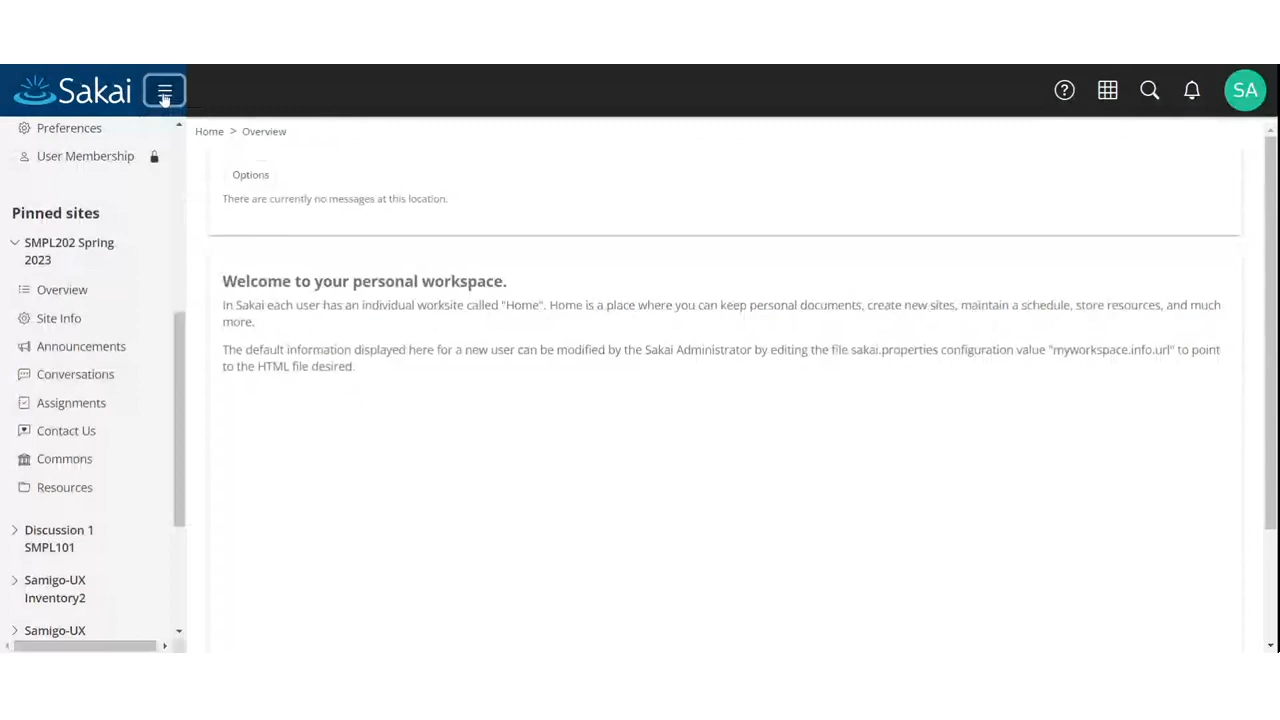 Sakai
SA
Preferences
User Membership
Pinned sites
SMPL202 Spring
2023
Overview
Site Info
Announcements
Conversations
Assignments
Contact Us
Commons
Resources
Discussion 1
SMPL101
Samigo-UX
Inventory2
Samigo-UX
Home > Overview
Options
There are currently no messages at this location.
Welcome to your personal workspace.
In Sakai each user has an individual worksite called "Home". Home is a place where you can keep personal documents, create new sites, maintain a schedule, store resources, and much
more.
The default information displayed here for a new user can be modified by the Sakai Administrator by editing the file sakai.properties configuration value "myworkspace.info.url" to point
to the HTML file desired.